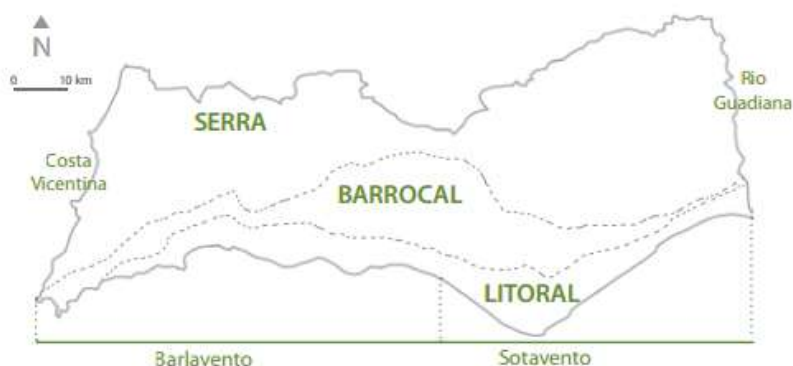 N
0 10 km
SERRA
Rio
Guadiana
Costa
Vicentina
BARROCAL
LITORAL
Barlavento
Sotavento